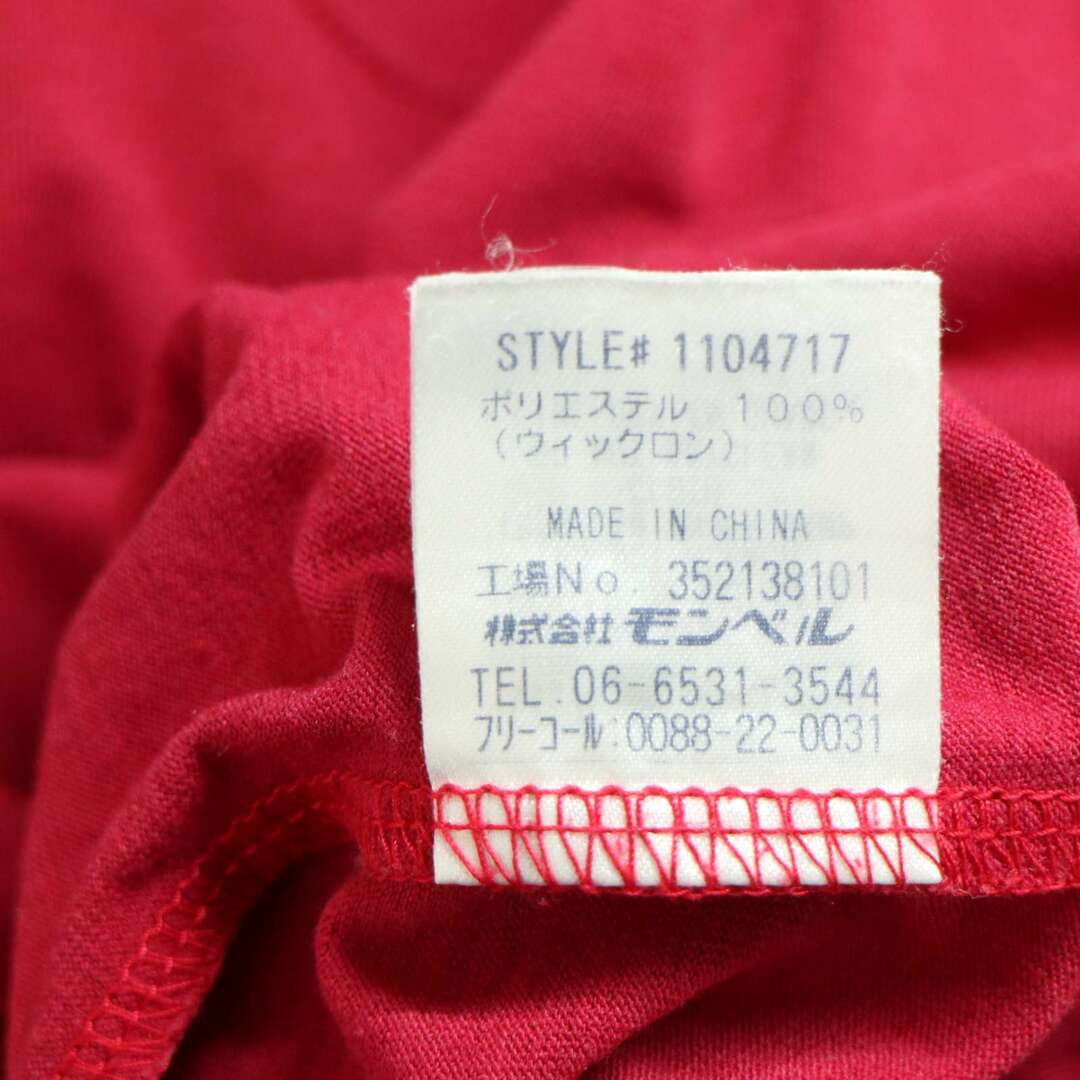 STYLE# 1104717
ポリエステル 100%
(ウィックロン)
MADE IN CHINA
工場No. 352138101
株式会社モンベル
TEL.06-6531-3544
フリーコール:0088-22-0031